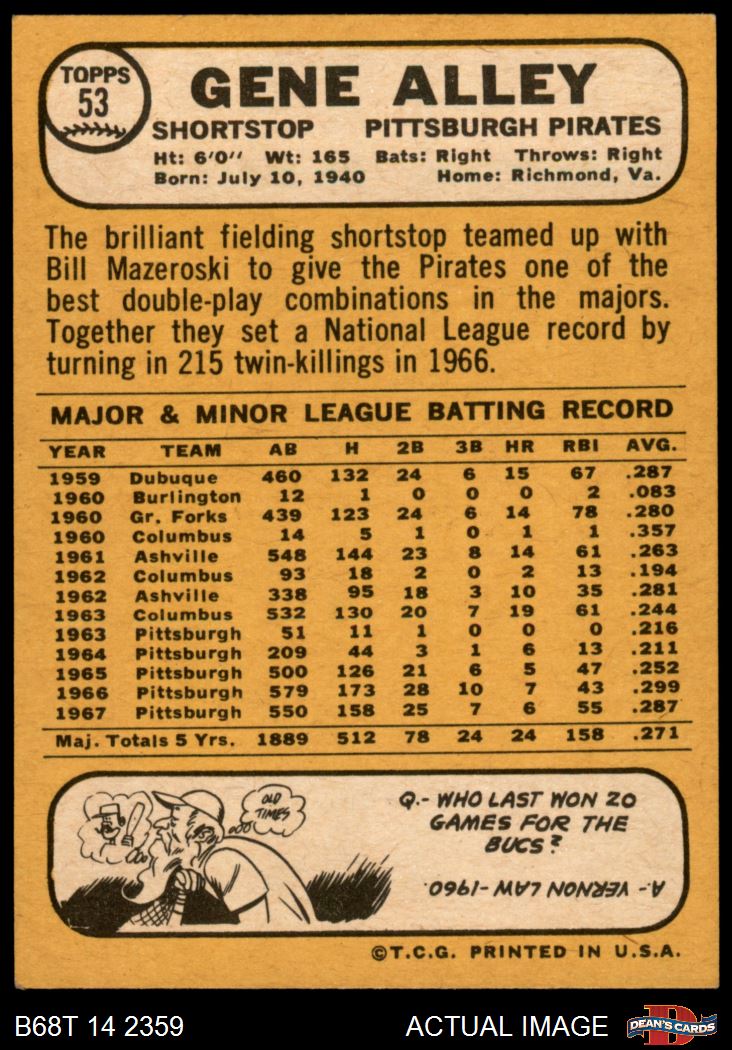 TOPPS
53
GENE ALLEY
SHORTSTOP PITTSBURGH PIRATES
Ht: 6'0" Wt: 165 Bats: Right Throws: Right
Born: July 10, 1940 Home: Richmond, Va.
The brilliant fielding shortstop teamed up with
Bill Mazeroski to give the Pirates one of the
best double-play combinations in the majors.
Together they set a National League record by
turning in 215 twin-killings in 1966.
MAJOR & MINOR LEAGUE BATTING RECORD
YEAR TEAM AB H 2B 3B HR RBI AVG.
1959 Dubuque 460 132 24 6 15 67 .287
1960 Burlington 12 1 0 0 0 2 .083
1960 Gr. Forks 439 123 24 6 14 78 .280
1960 Columbus 14 5 1 0 1 1 .357
1961 Ashville 548 144 23 8 14 61 .263
1962 Columbus 93 18 2 0 2 13 .194
1962 Ashville 338 95 18 3 10 35 .281
1963 Columbus 532 130 20 7 19 61 .244
1963 Pittsburgh 51 11 1 0 0 0 .216
1964 Pittsburgh 209 44 3 1 6 13 .211
1965 Pittsburgh 500 126 21 6 5 47 .252
1966 Pittsburgh 579 173 28 10 7 43 .299
1967 Pittsburgh 550 158 25 7 6 55 .287
Maj. Totals 5 Yrs. 1889 512 78 24 24 158 .271
OLD
TIMES
Q.- WHO LAST WON 20
GAMES FOR THE
BUCS?
A.- VERNON LAW-1960.
©T.C.G. PRINTED IN U.S.A.
B68T 14 2359 ACTUAL IMAGE
D
DEAN'S CARDS